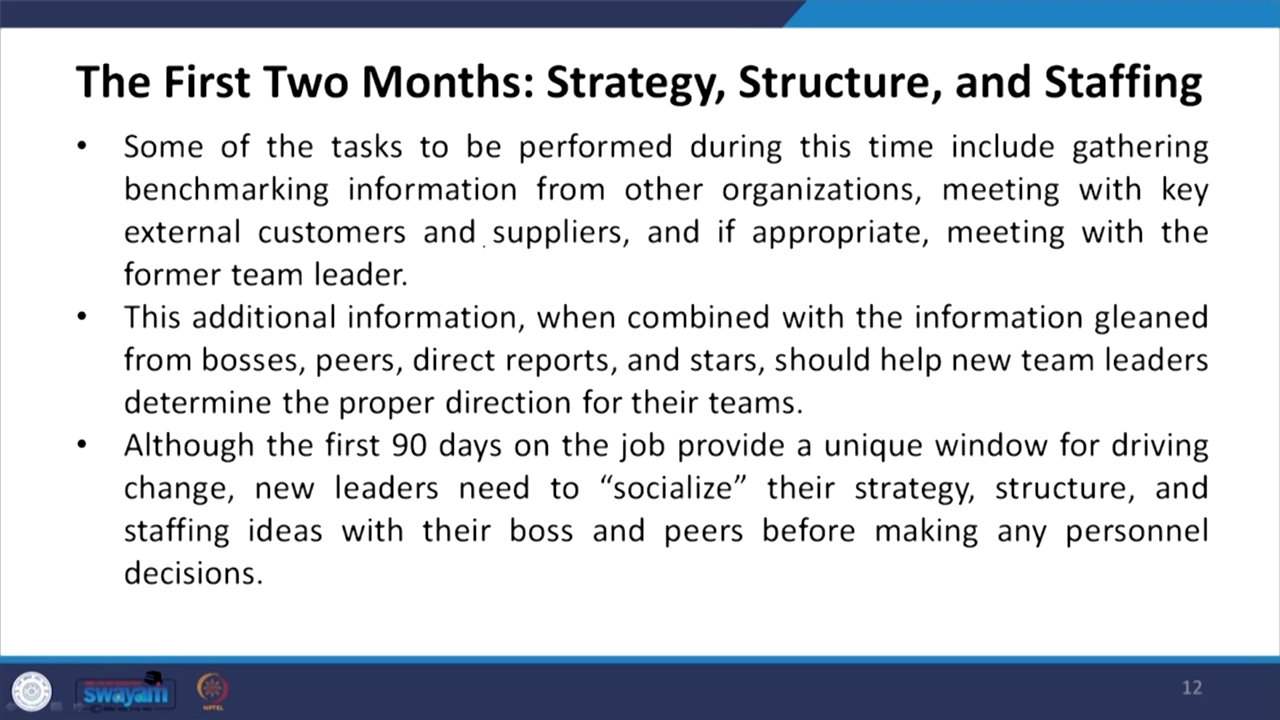 The First Two Months: Strategy, Structure, and Staffing
• Some of the tasks to be performed during this time include gathering
benchmarking information from other organizations, meeting with key
external customers and suppliers, and if appropriate, meeting with the
former team leader.
• This additional information, when combined with the information gleaned
from bosses, peers, direct reports, and stars, should help new team leaders
determine the proper direction for their teams.
• Although the first 90 days on the job provide a unique window for driving
change, new leaders need to “socialize” their strategy, structure, and
staffing ideas with their boss and peers before making any personnel
decisions.
swayam
NPTEL
12